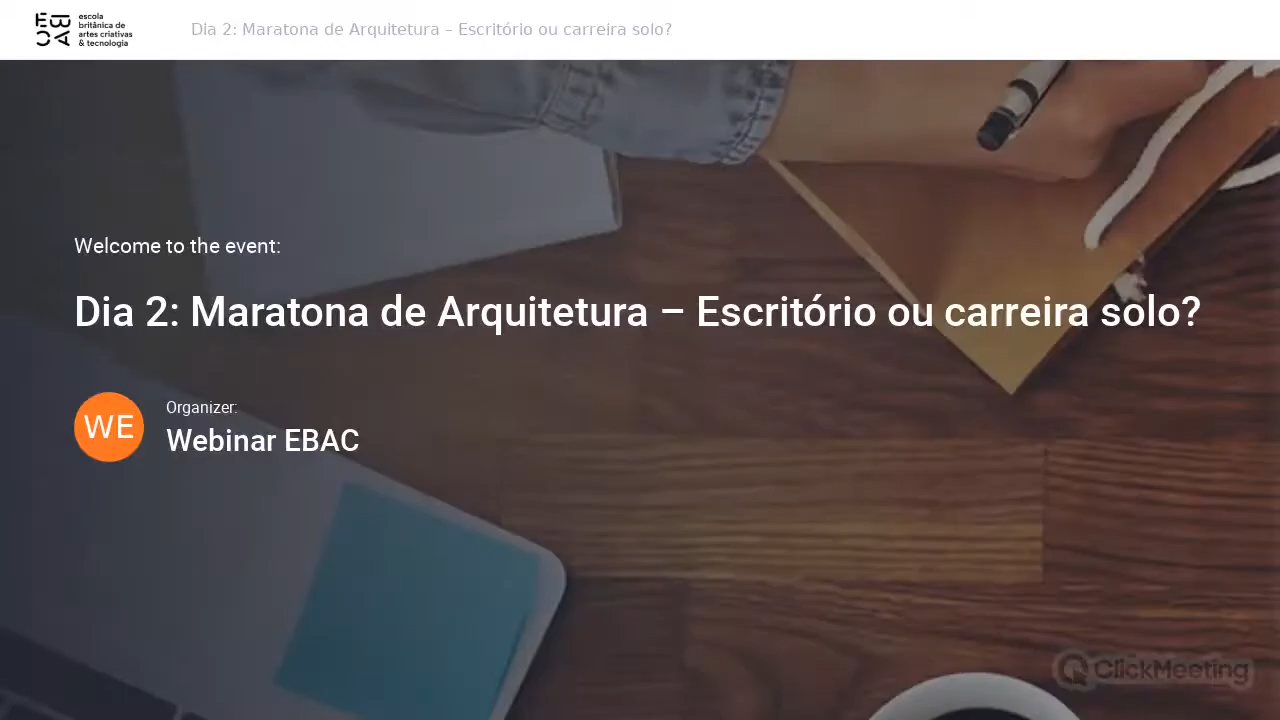 EBAC
escola
britânica de
artes criativas
& tecnologia
Dia 2: Maratona de Arquitetura – Escritório ou carreira solo?
Welcome to the event:
Dia 2: Maratona de Arquitetura – Escritório ou carreira solo?
WE
Organizer:
Webinar EBAC
ClickMeeting